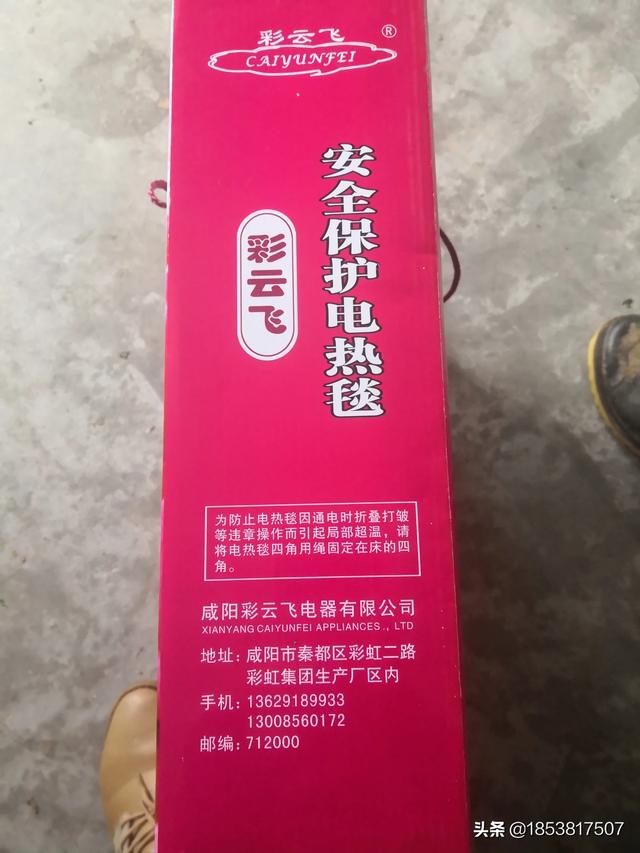 彩云飞 ®
CAIYUNFEI
安全保护电热毯
彩云飞
为防止电热毯因通电时折叠打皱
等违章操作而引起局部超温，请
将电热毯四角用绳固定在床的四
角。
咸阳彩云飞电器有限公司
XIANYANG CAIYUNFEI APPLIANCES., LTD
地址：咸阳市秦都区彩虹二路
彩虹集团生产厂区内
手机：13629189933
13008560172
邮编：712000
头条 @1853817507